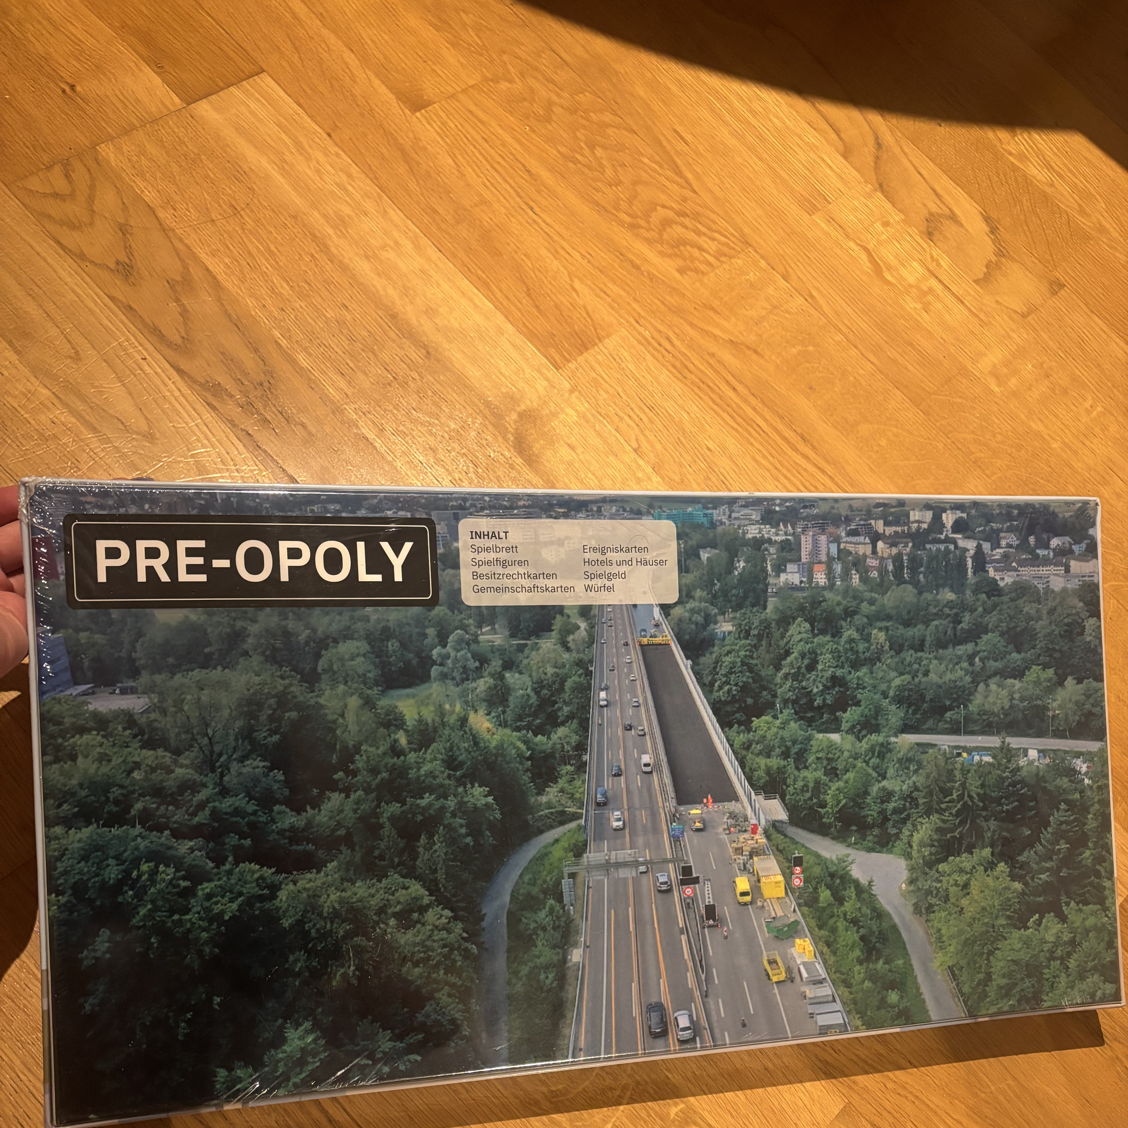 PRE-OPOLY
INHALT
Spielbrett
Spielfiguren
Besitzrechtkarten
Gemeinschaftskarten
Ereigniskarten
Hotels und Häuser
Spielgeld
Würfel